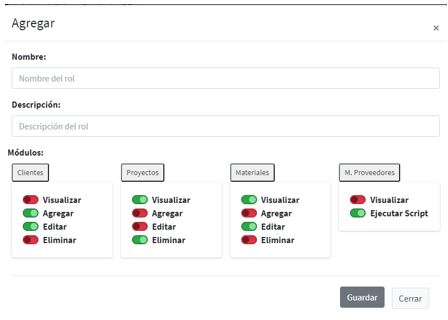 Agregar
×
Nombre:
Nombre del rol
Descripción:
Descripción del rol
Módulos:
Clientes Proyectos Materiales M. Proveedores
Visualizar Visualizar Visualizar Visualizar
Agregar Agregar Agregar Ejecutar Script
Editar Editar Editar
Eliminar Eliminar Eliminar
Guardar Cerrar